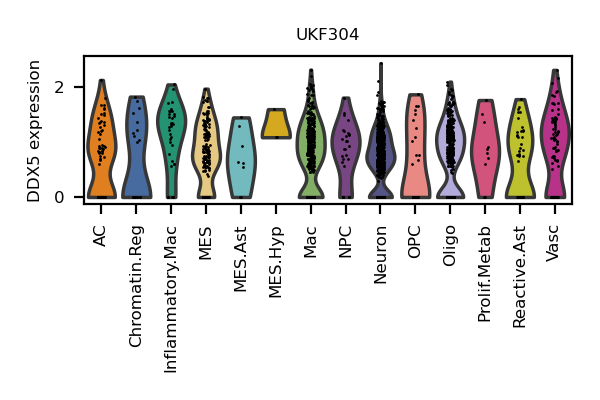 UKF304
DDX5 expression
2
0
AC
Chromatin.Reg
Inflammatory.Mac
MES
MES.Ast
MES.Hyp
Mac
NPC
Neuron
OPC
Oligo
Prolif.Metab
Reactive.Ast
Vasc